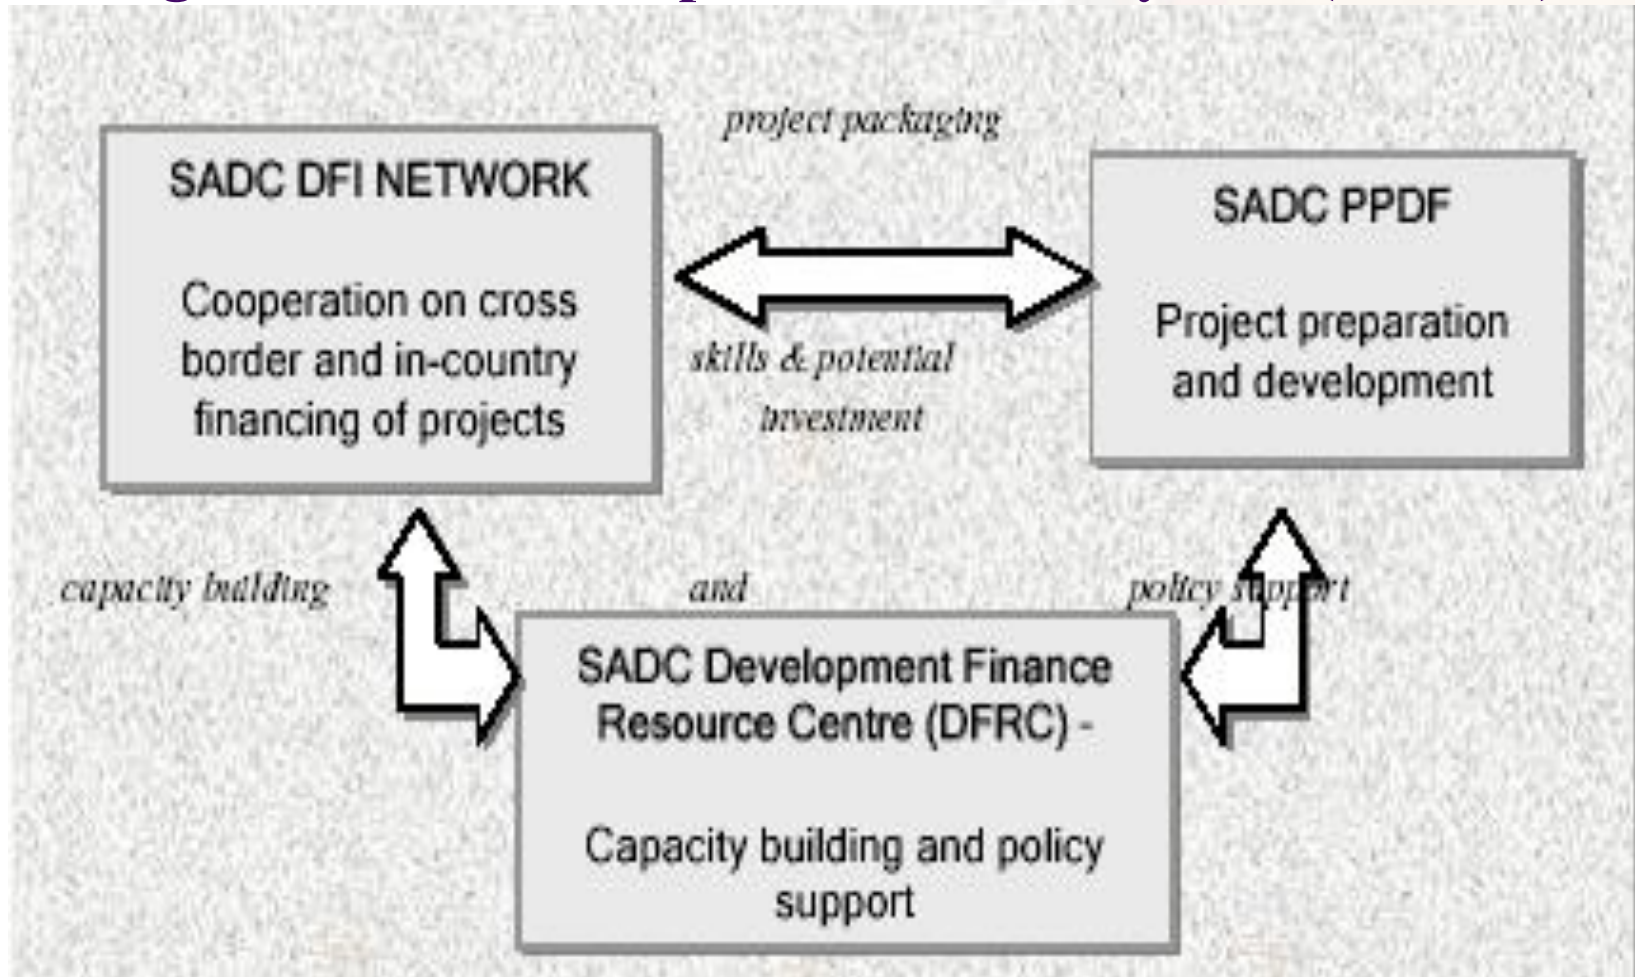 project packaging
SADC DFI NETWORK
Cooperation on cross
border and in-country
financing of projects
SADC PPDF
Project preparation
and development
skills & potential
investment
capacity building and policy support
SADC Development Finance
Resource Centre (DFRC) -
Capacity building and policy
support